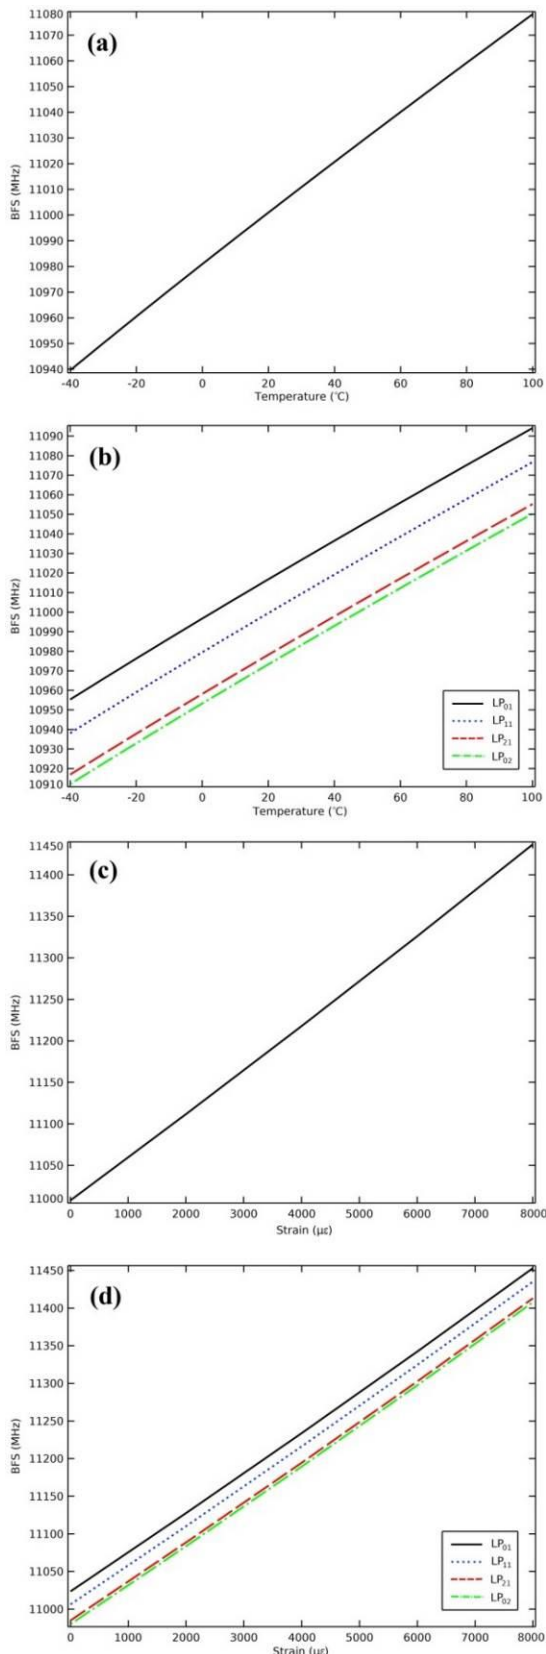 (a)
BFS (MHz)
11080
11070
11060
11050
11040
11030
11020
11010
11000
10990
10980
10970
10960
10950
10940
-40 -20 0 20 40 60 80 100
Temperature (℃)
(b)
BFS (MHz)
11090
11080
11070
11060
11050
11040
11030
11020
11010
11000
10990
10980
10970
10960
10950
10940
10930
10920
10910
LP01
LP11
LP21
LP02
-40 -20 0 20 40 60 80 100
Temperature (℃)
(c)
BFS (MHz)
11450
11400
11350
11300
11250
11200
11150
11100
11050
11000
0 1000 2000 3000 4000 5000 6000 7000 8000
Strain (με)
(d)
BFS (MHz)
11450
11400
11350
11300
11250
11200
11150
11100
11050
11000
LP01
LP11
LP21
LP02
0 1000 2000 3000 4000 5000 6000 7000 8000
Strain (με)